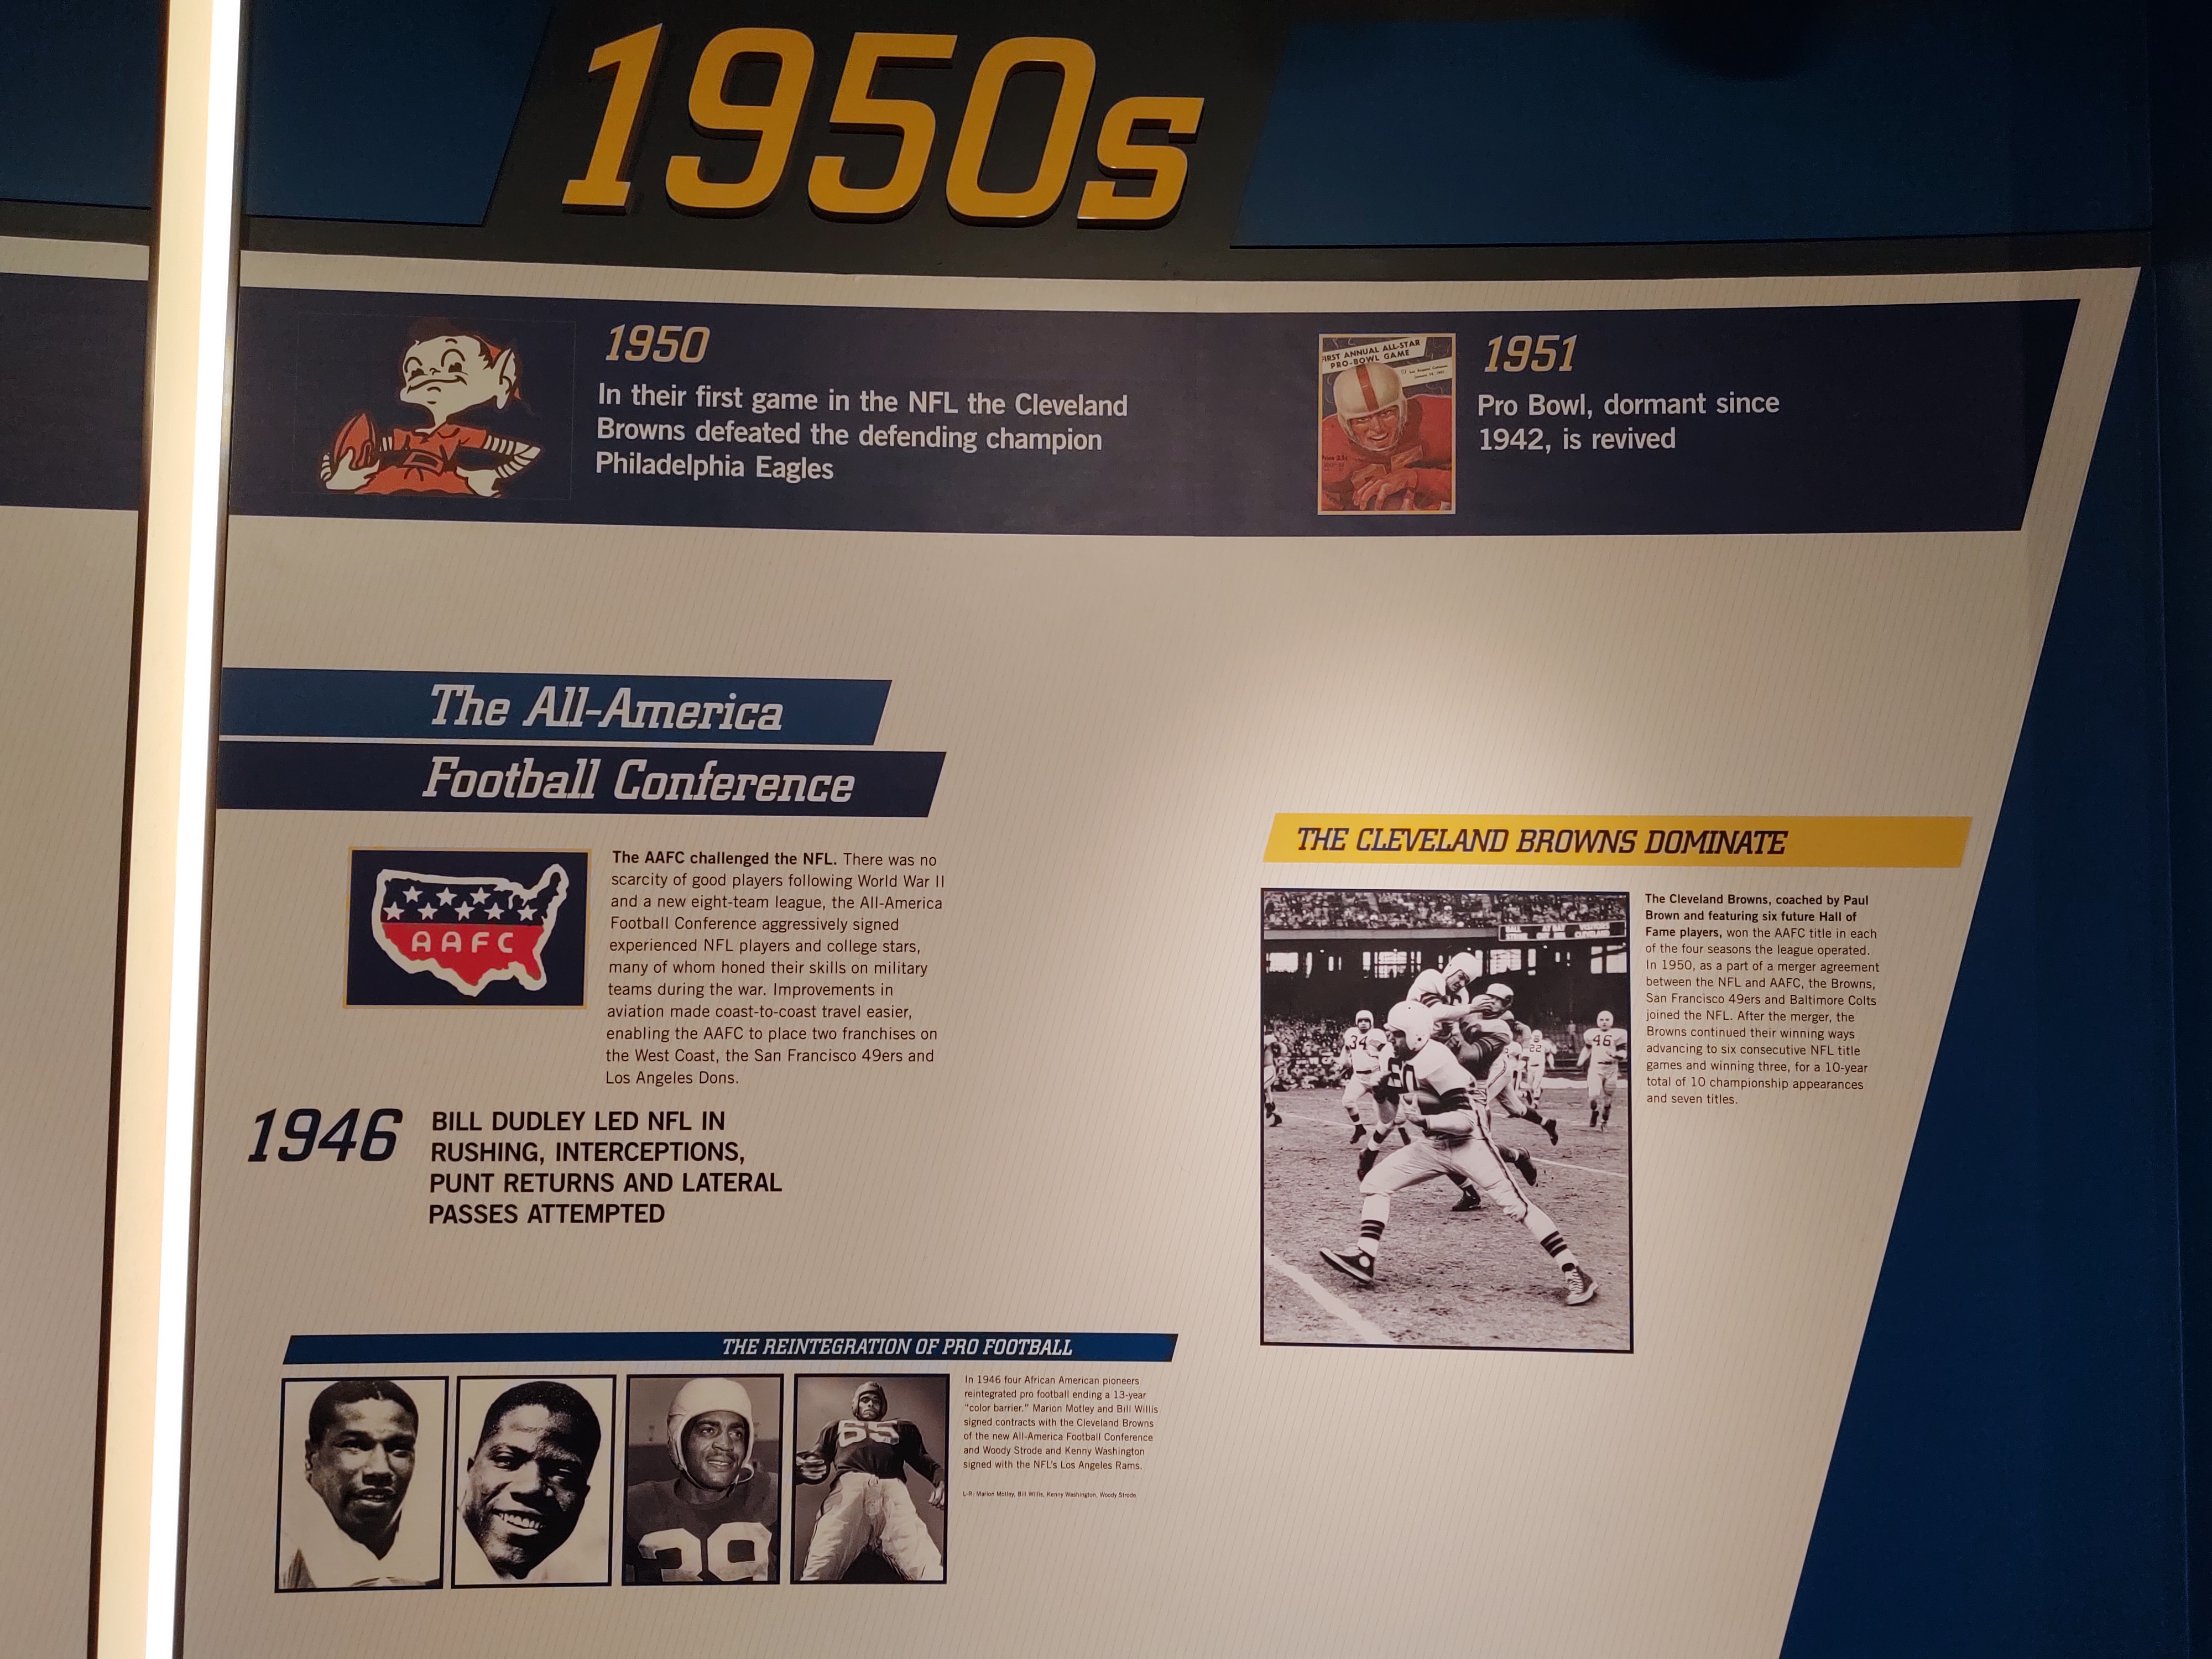 1950s
1950
In their first game in the NFL the Cleveland
Browns defeated the defending champion
Philadelphia Eagles
FIRST ANNUAL ALL-STAR
PRO-BOWL GAME
1951
Pro Bowl, dormant since
1942, is revived
The All-America
Football Conference
AAFC
The AAFC challenged the NFL. There was no
scarcity of good players following World War II
and a new eight-team league, the All-America
Football Conference aggressively signed
experienced NFL players and college stars,
many of whom honed their skills on military
teams during the war. Improvements in
aviation made coast-to-coast travel easier,
enabling the AAFC to place two franchises on
the West Coast, the San Francisco 49ers and
Los Angeles Dons.
1946
BILL DUDLEY LED NFL IN
RUSHING, INTERCEPTIONS,
PUNT RETURNS AND LATERAL
PASSES ATTEMPTED
THE CLEVELAND BROWNS DOMINATE
34
22
46
The Cleveland Browns, coached by Paul
Brown and featuring six future Hall of
Fame players, won the AAFC title in each
of the four seasons the league operated.
In 1950, as a part of a merger agreement
between the NFL and AAFC, the Browns,
San Francisco 49ers and Baltimore Colts
joined the NFL. After the merger, the
Browns continued their winning ways
advancing to six consecutive NFL title
games and winning three, for a 10-year
total of 10 championship appearances
and seven titles.
THE REINTEGRATION OF PRO FOOTBALL
39
55
In 1946 four African American pioneers
reintegrated pro football ending a 13-year
"color barrier." Marion Motley and Bill Willis
signed contracts with the Cleveland Browns
of the new All-America Football Conference
and Woody Strode and Kenny Washington
signed with the NFL's Los Angeles Rams.
L-R: Marion Motley, Bill Willis, Kenny Washington, Woody Strode